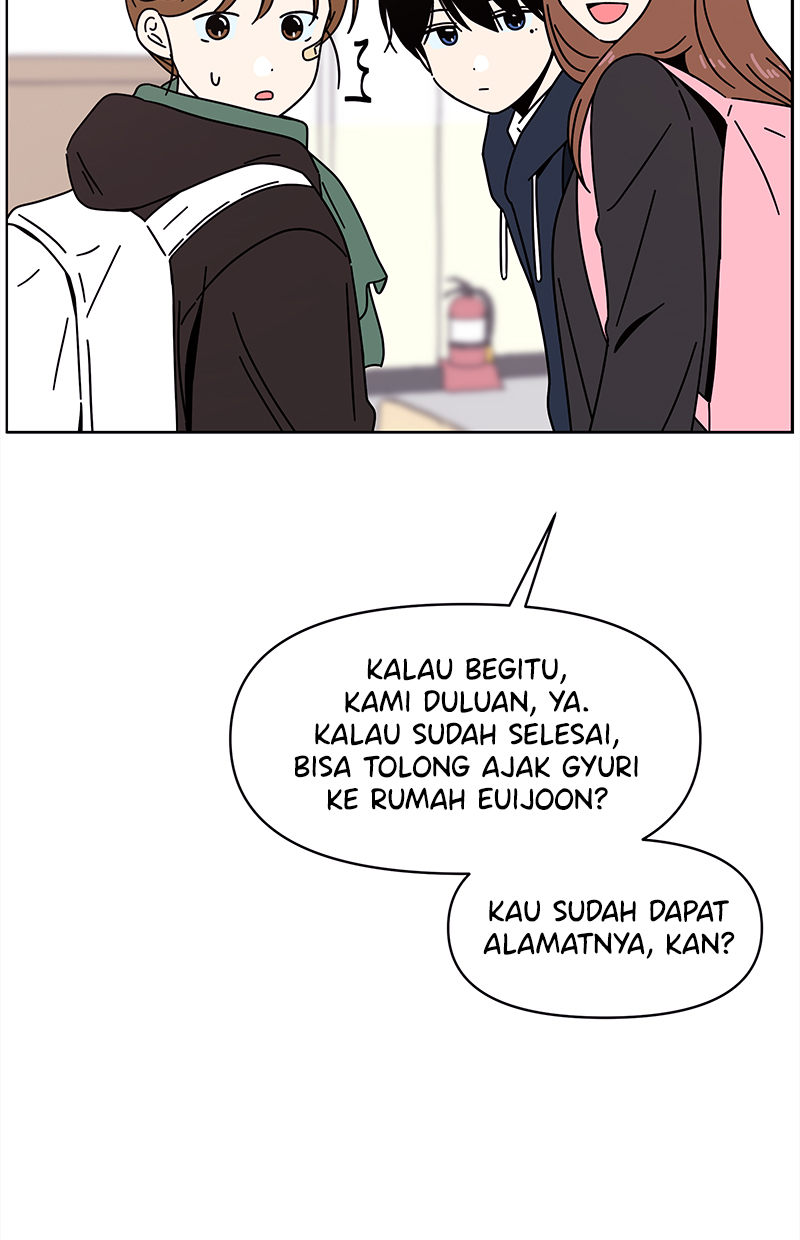 KALAU BEGITU,
KAMI DULUAN, YA.
KALAU SUDAH SELESAI,
BISA TOLONG AJAK GYURI
KE RUMAH EUIJOON?
KAU SUDAH DAPAT
ALAMATNYA, KAN?